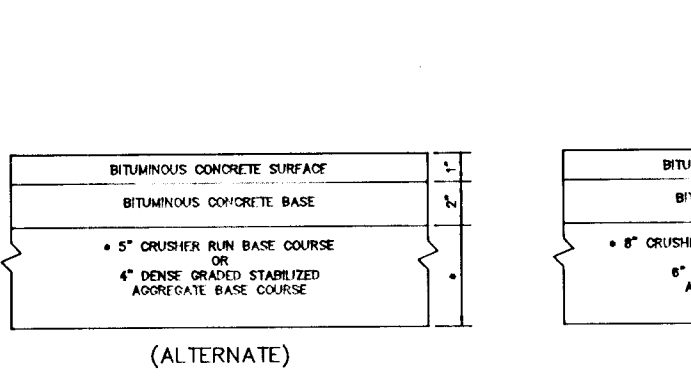 BITUMINOUS CONCRETE SURFACE 1"
BITUMINOUS CONCRETE BASE 2"
• 5" CRUSHER RUN BASE COURSE
OR
4" DENSE GRADED STABILIZED
AGGREGATE BASE COURSE
•
(ALTERNATE)
BITU
BIT
• 8" CRUSHE
6"
A